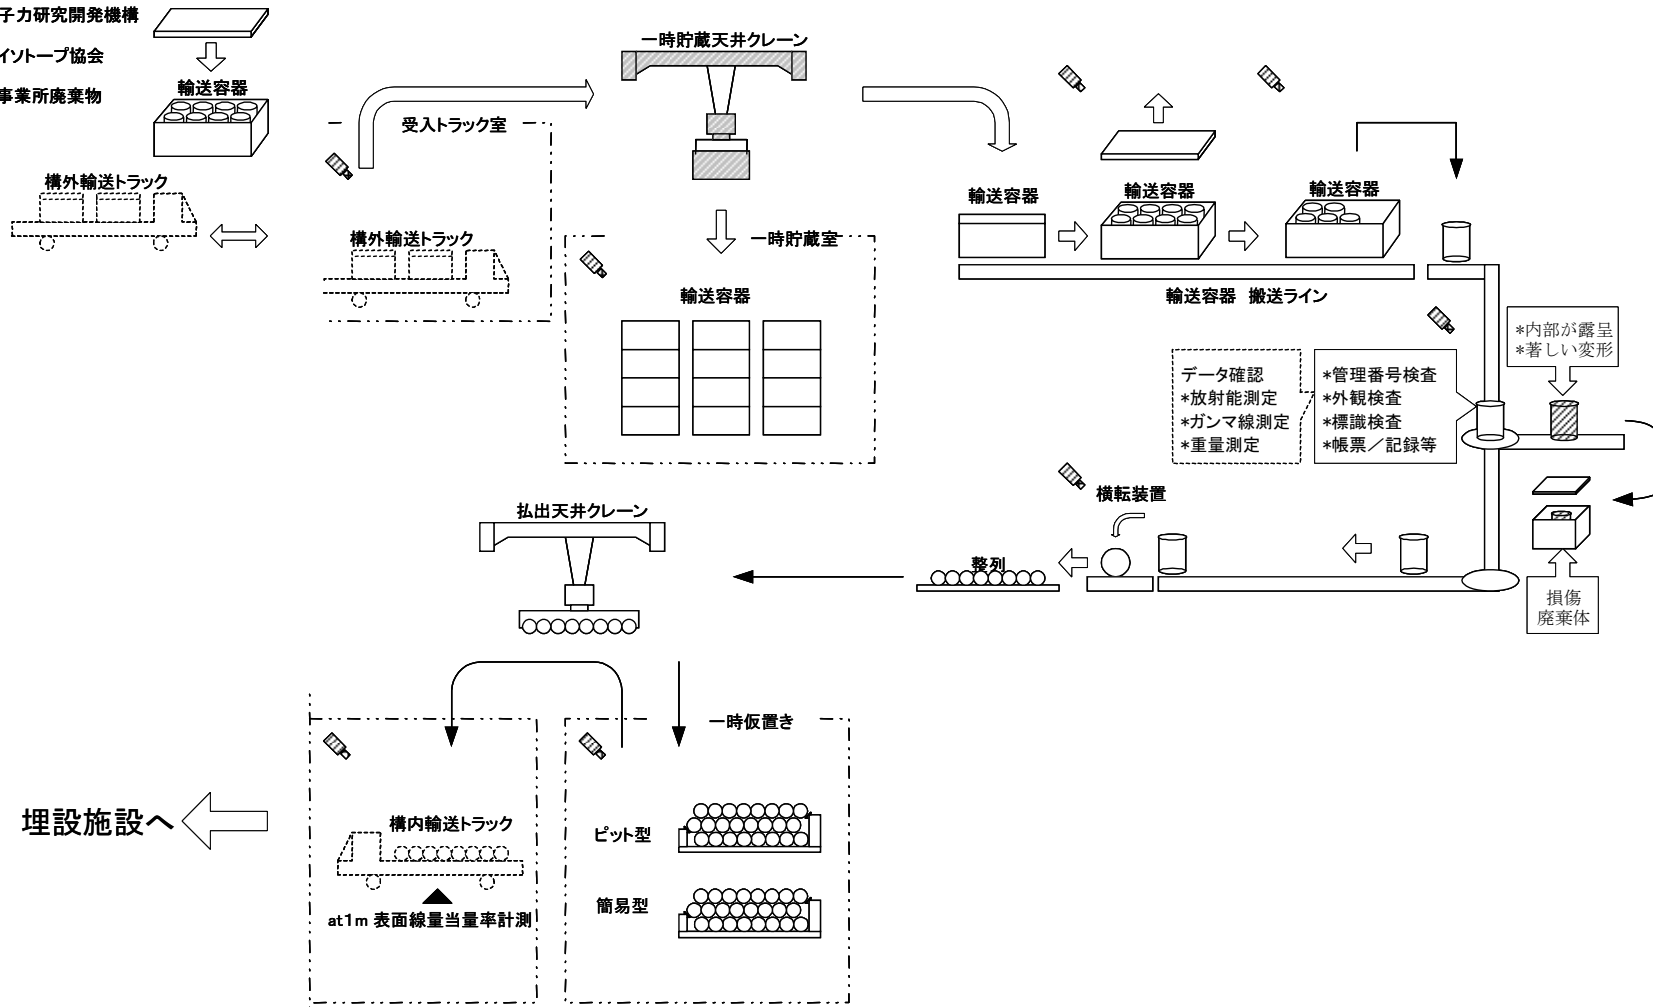 子力研究開発機構
イソトープ協会
事業所廃棄物
輸送容器
構外輸送トラック
受入トラック室
構外輸送トラック
一時貯蔵天井クレーン
一時貯蔵室
輸送容器
輸送容器
輸送容器
輸送容器
輸送容器 搬送ライン
*内部が露呈
*著しい変形
データ確認
*放射能測定
*ガンマ線測定
*重量測定
*管理番号検査
*外観検査
*標識検査
*帳票／記録等
横転装置
整列
損傷
廃棄体
払出天井クレーン
一時仮置き
ピット型
簡易型
構内輸送トラック
at1m 表面線量当量率計測
埋設施設へ